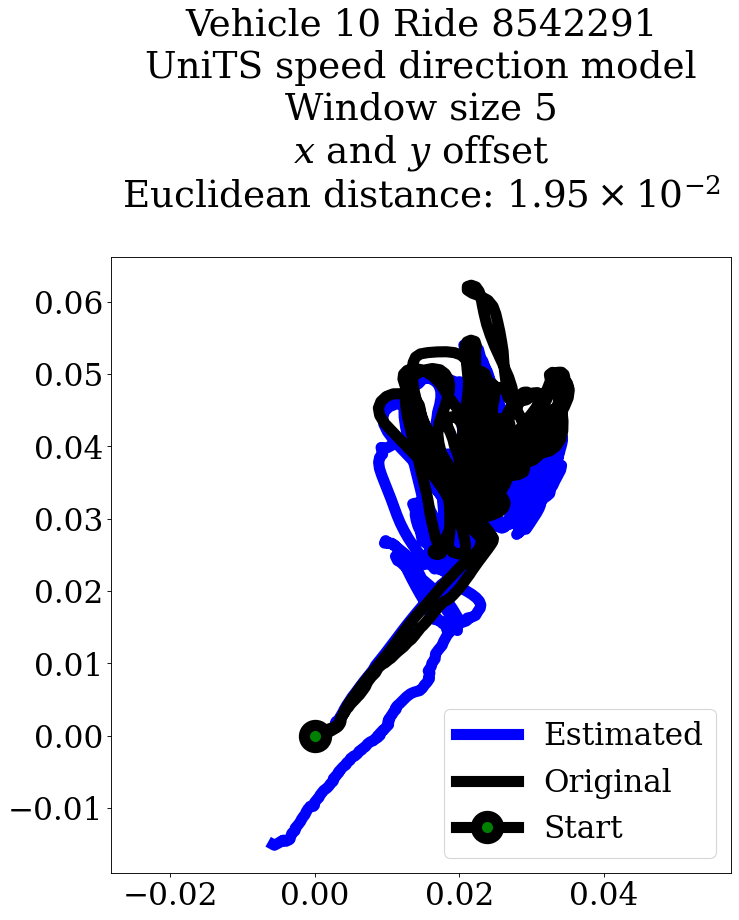 Vehicle 10 Ride 8542291
UniTS speed direction model
Window size 5
x and y offset
Euclidean distance: 1.95 × 10⁻²
0.06
0.05
0.04
0.03
0.02
0.01
0.00
−0.01
−0.02 0.00 0.02 0.04
Estimated
Original
Start